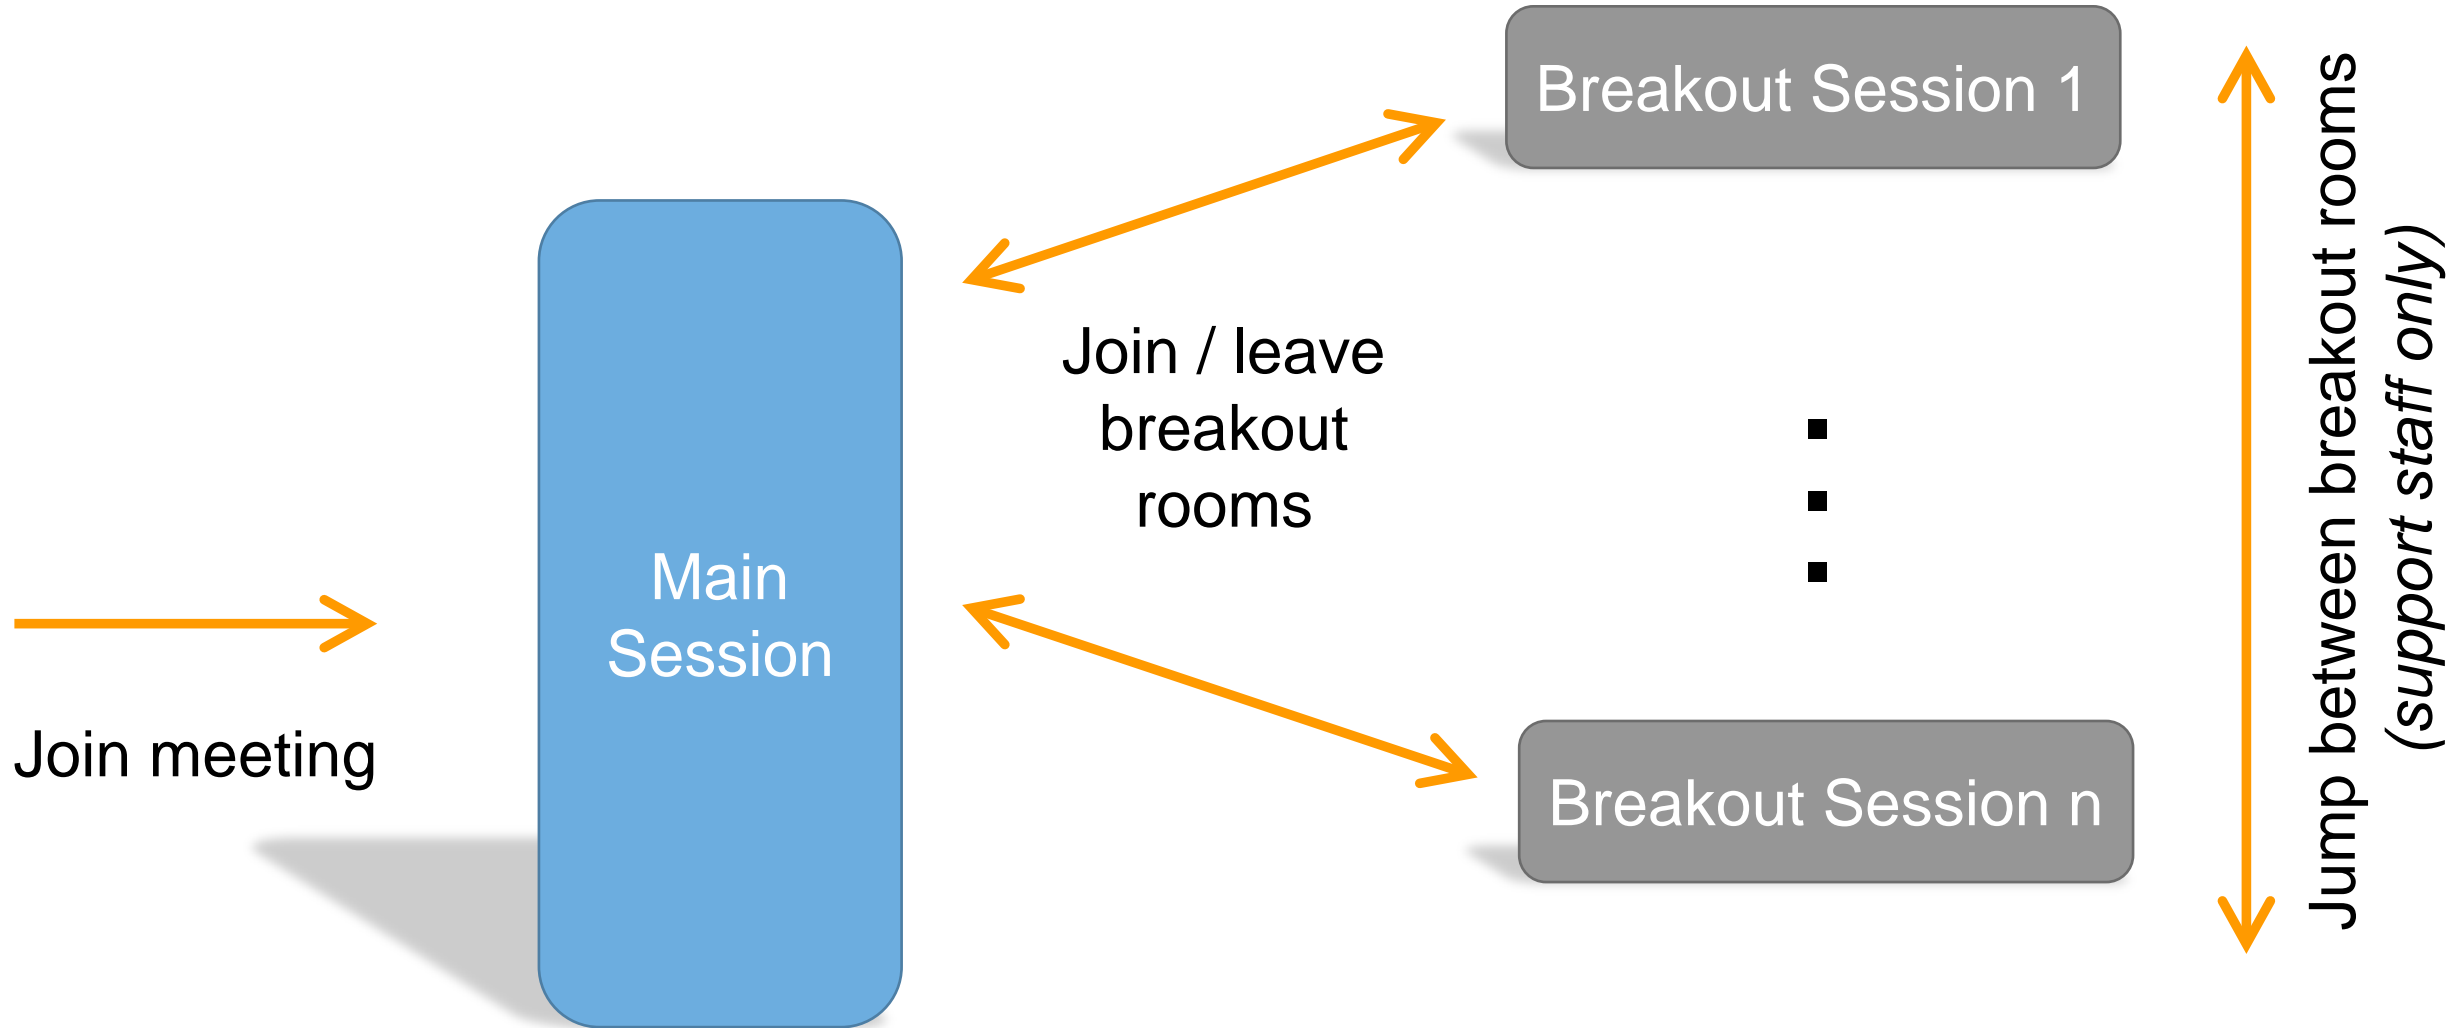 Join meeting
Main
Session
Join / leave
breakout
rooms
Breakout Session 1
Breakout Session n
Jump between breakout rooms
(support staff only)